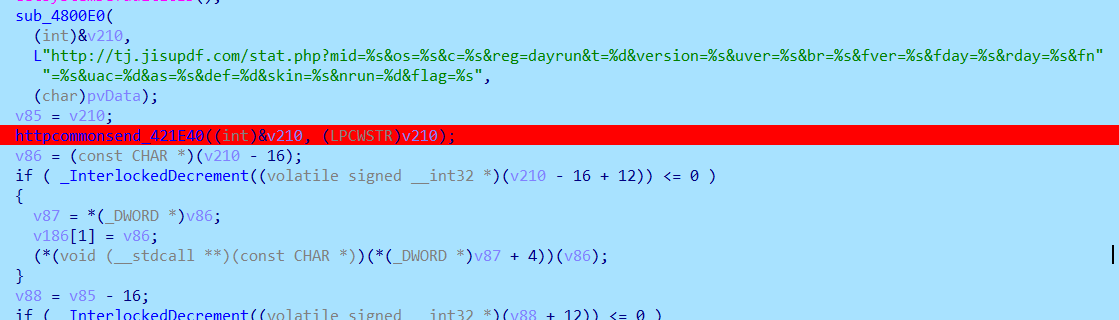 sub_4800E0(
(int)&v210,
L"http://tj.jisupdf.com/stat.php?mid=%s&os=%s&c=%s&reg=dayrun&t=%d&version=%s&uver=%s&br=%s&fver=%s&fday=%s&rday=%s&fn"
"=%s&uac=%d&as=%s&def=%d&skin=%s&nrun=%d&flag=%s",
(char)pvData);
v85 = v210;
httpcommonsend_421E40((int)&v210, (LPCWSTR)v210);
v86 = (const CHAR *)(v210 - 16);
if ( _InterlockedDecrement((volatile signed __int32 *)(v210 - 16 + 12)) <= 0 )
{
v87 = *(_DWORD *)v86;
v186[1] = v86;
(*(void (__stdcall **)(const CHAR *))(*(_DWORD *)v87 + 4))(v86);
}
v88 = v85 - 16;
if ( _InterlockedDecrement((volatile signed __int32 *)(v88 + 12)) <= 0 )